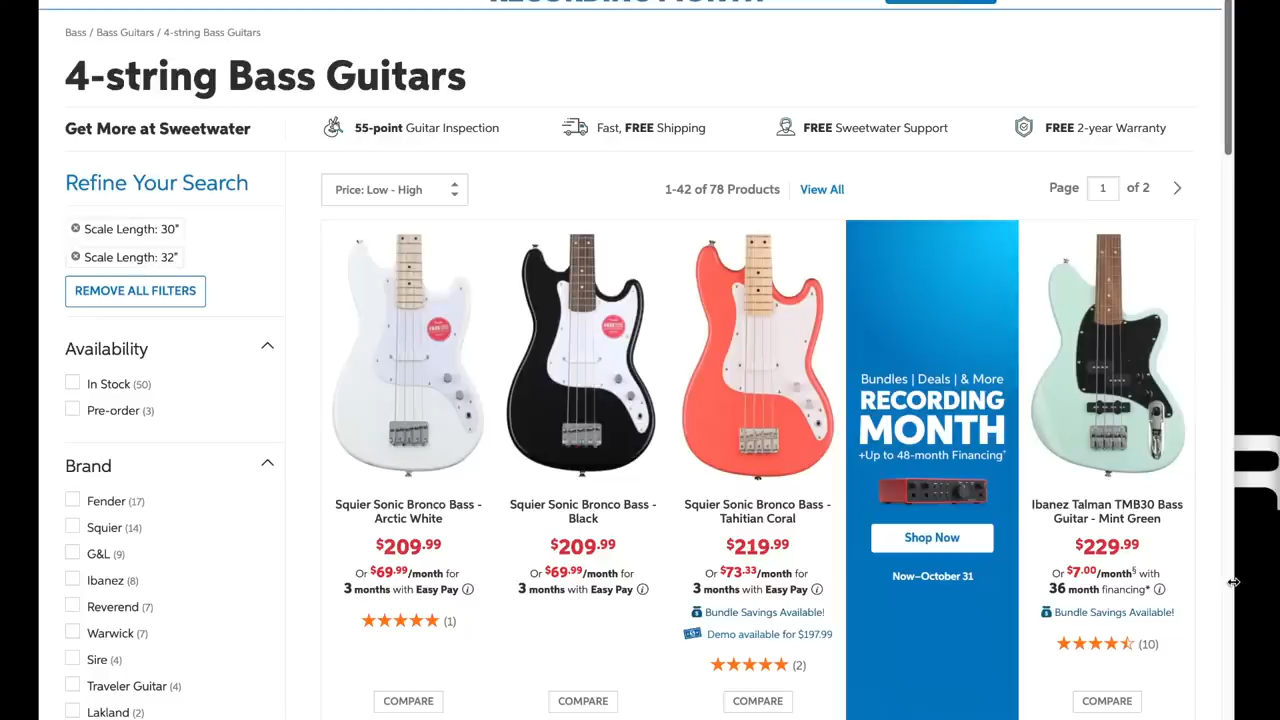 RECORDING MONTH
Bass / Bass Guitars / 4-string Bass Guitars
4-string Bass Guitars
Get More at Sweetwater
55-point Guitar Inspection
Fast, FREE Shipping
FREE Sweetwater Support
FREE 2-year Warranty
Refine Your Search
Scale Length: 30"
Scale Length: 32"
REMOVE ALL FILTERS
Availability
In Stock (50)
Pre-order (3)
Brand
Fender (17)
Squier (14)
G&L (9)
Ibanez (8)
Reverend (7)
Warwick (7)
Sire (4)
Traveler Guitar (4)
Lakland (2)
Price: Low - High
1-42 of 78 Products
View All
Page 1 of 2
Squier Sonic Bronco Bass -
Arctic White
$209.99
Or $69.99/month for
3 months with Easy Pay
(1)
COMPARE
Squier Sonic Bronco Bass -
Black
$209.99
Or $69.99/month for
3 months with Easy Pay
COMPARE
Squier Sonic Bronco Bass -
Tahitian Coral
$219.99
Or $73.33/month for
3 months with Easy Pay
Bundle Savings Available!
Demo available for $197.99
(2)
COMPARE
Bundles | Deals | & More
RECORDING
MONTH
+Up to 48-month Financing*
Shop Now
Now–October 31
Ibanez Talman TMB30 Bass
Guitar - Mint Green
$229.99
Or $7.00/month§ with
36 month financing*
Bundle Savings Available!
(10)
COMPARE